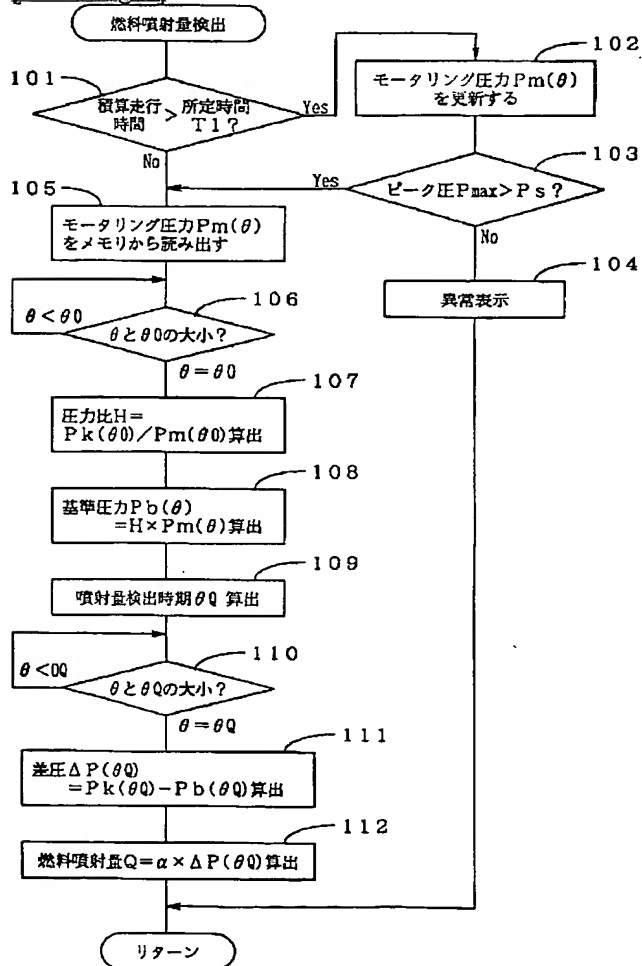 燃料噴射量検出
101
積算走行
時間
>
所定時間
T1?
Yes
No
102
モータリング圧力Pm(θ)
を更新する
103
ピーク圧Pmax>Ps?
Yes
No
104
異常表示
105
モータリング圧力Pm(θ)
をメモリから読み出す
106
θ<θ0
θとθ0の大小?
θ=θ0
107
圧力比H=
Pk(θ0)/Pm(θ0)算出
108
基準圧力Pb(θ)
=H×Pm(θ)算出
109
噴射量検出時期θQ 算出
110
θ<θQ
θとθQの大小?
θ=θQ
111
差圧ΔP(θQ)
=Pk(θQ)-Pb(θQ)算出
112
燃料噴射量Q=α×ΔP(θQ)算出
リターン